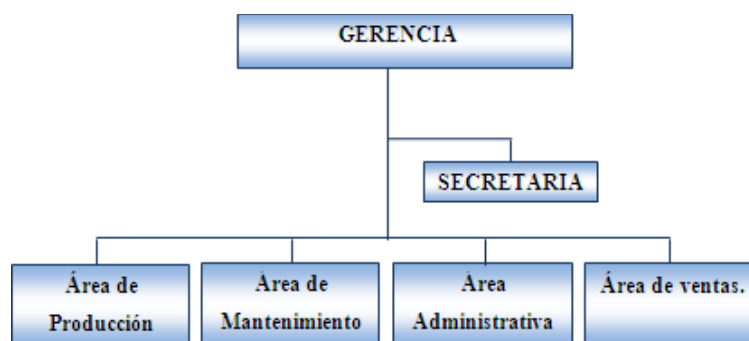 GERENCIA
SECRETARIA
Área de
Producción
Área de
Mantenimiento
Área
Administrativa
Área de ventas.